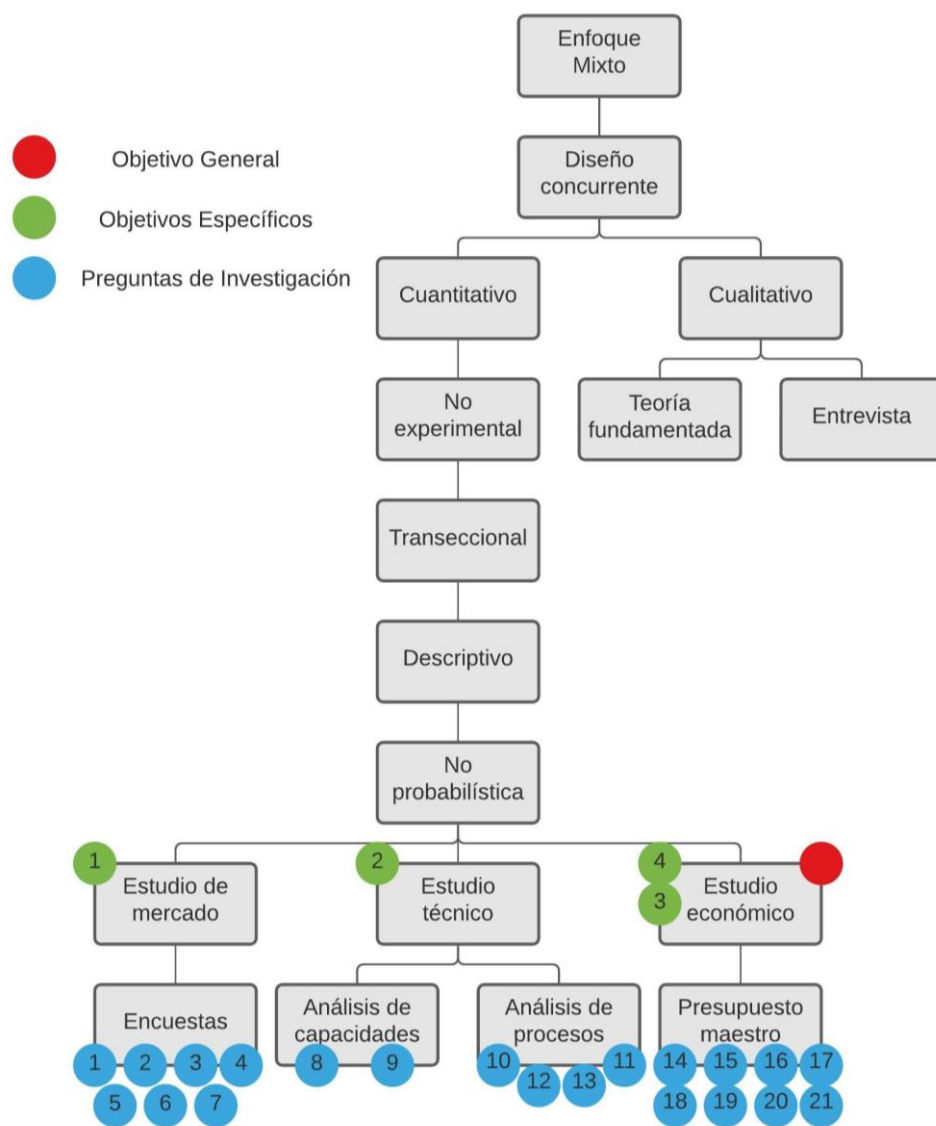 Enfoque
Mixto
Objetivo General
Diseño
concurrente
Objetivos Específicos
Preguntas de Investigación
Cuantitativo
Cualitativo
No
experimental
Teoría
fundamentada
Entrevista
Transeccional
Descriptivo
No
probabilística
1
Estudio de
mercado
2
Estudio
técnico
4
3
Estudio
económico
Encuestas
1 2 3 4
5 6 7
Análisis de
capacidades
8 9
Análisis de
procesos
10 11
12 13
Presupuesto
maestro
14 15 16 17
18 19 20 21